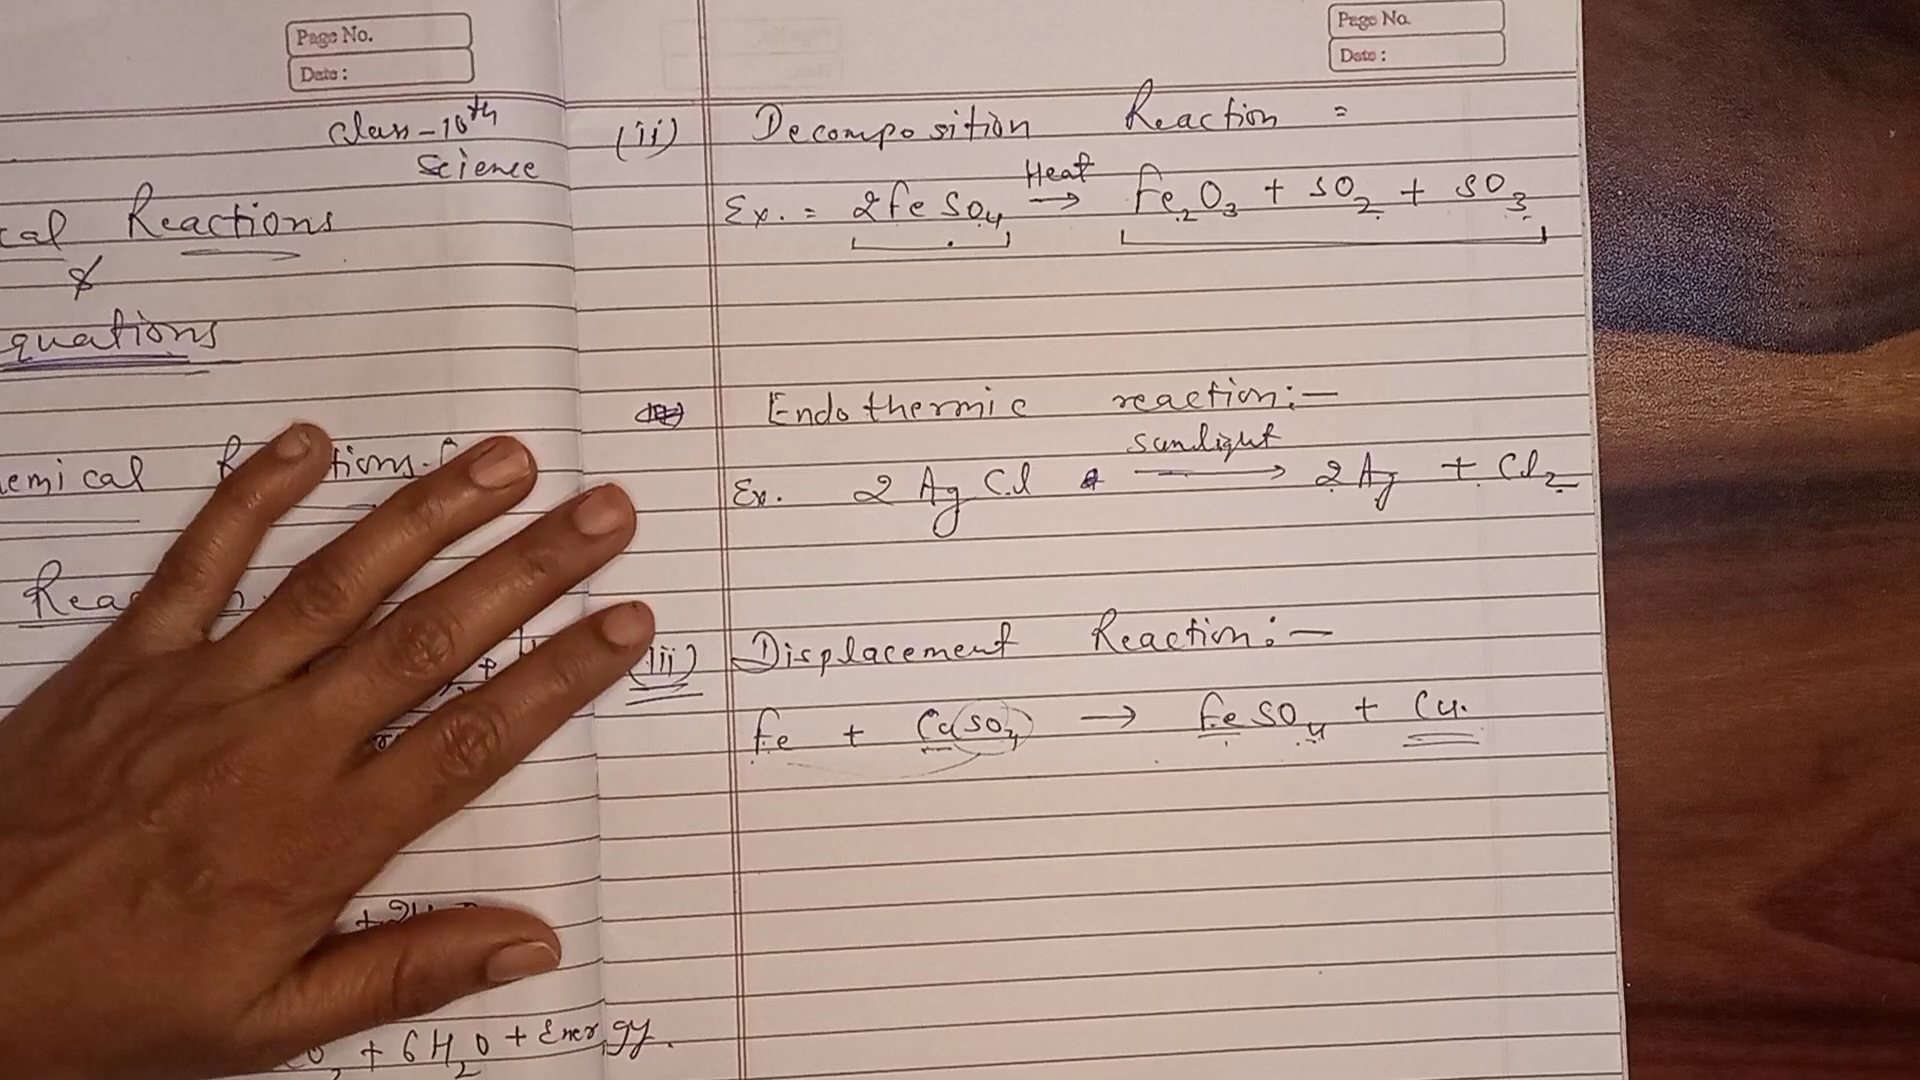 Page No.
Date :
Class - 10th
Science
cal Reactions
&
quations
emical tions
Rea
+ 6H2O + Energy.
Page No.
Date :
(ii) Decomposition Reaction =
Heat
Ex. = 2FeSO4 → Fe2O3 + SO2 + SO3
Endothermic reaction :-
sunlight
Ex. 2AgCl → 2Ag + Cl2
(iii) Displacement Reaction :-
Fe + CuSO4 → FeSO4 + Cu.